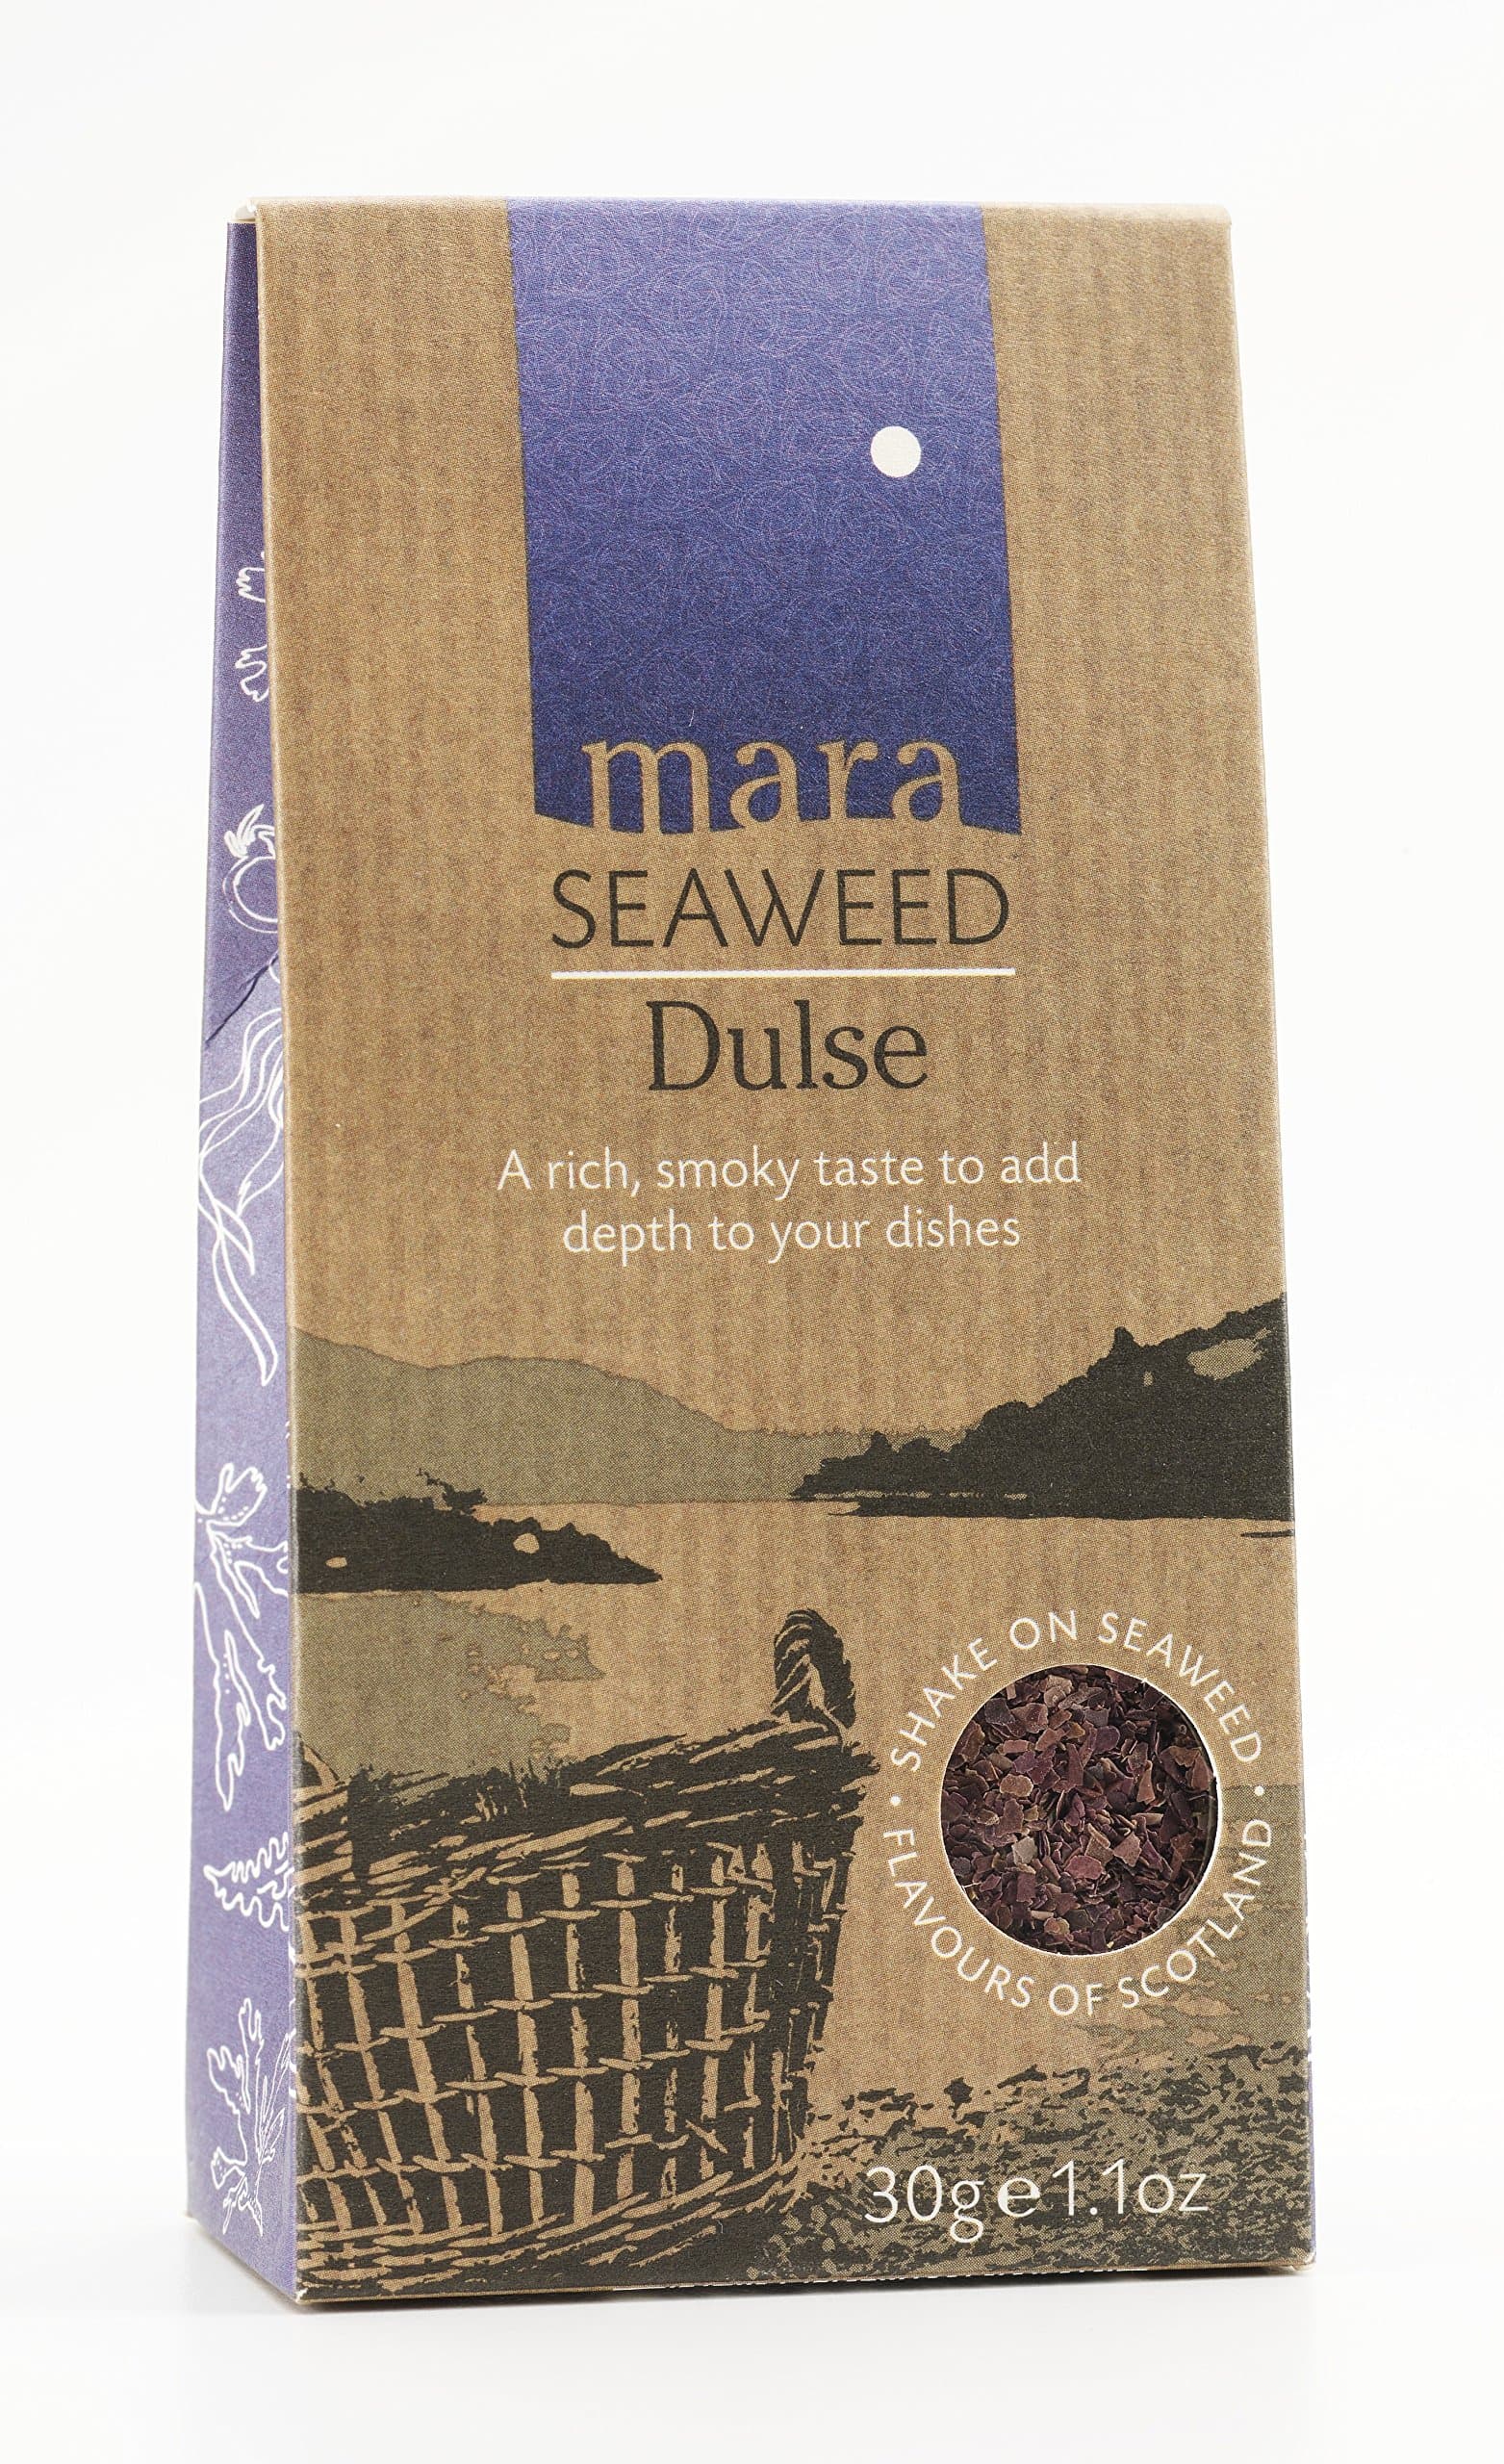 mara
SEAWEED
Dulse
A rich, smoky taste to add
depth to your dishes
· SHAKE ON SEAWEED ·
FLAVOURS OF SCOTLAND
30g e 1.1oz